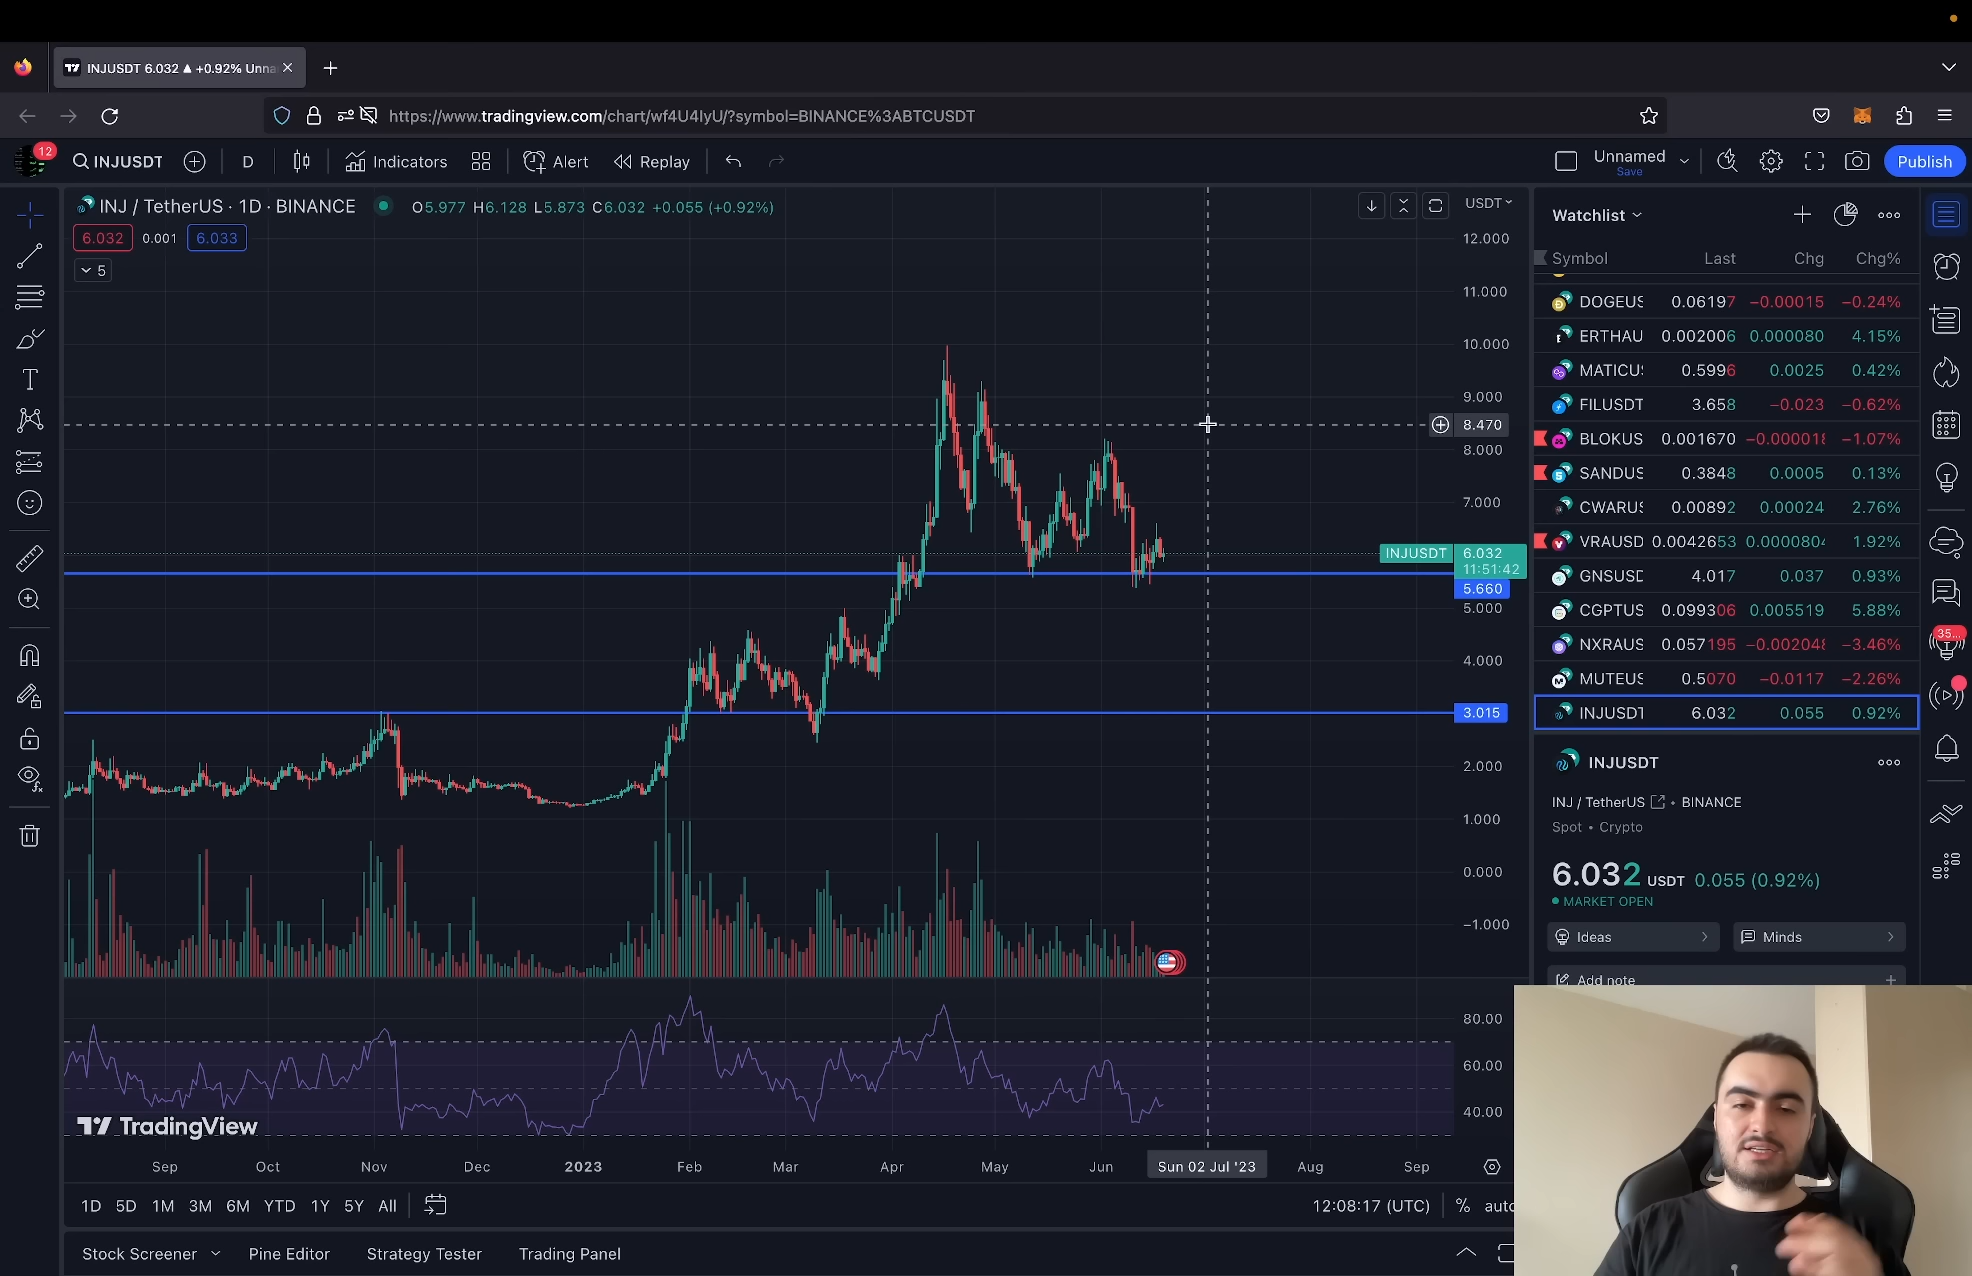 INJUSDT 6.032 ▲ +0.92% Unna
https://www.tradingview.com/chart/wf4U4IyU/?symbol=BINANCE%3ABTCUSDT
12
INJUSDT D Indicators Alert Replay Unnamed Save Publish
INJ / TetherUS · 1D · BINANCE O5.977 H6.128 L5.873 C6.032 +0.055 (+0.92%) USDT
6.032 0.001 6.033
5
12.000
11.000
10.000
9.000
8.470
8.000
7.000
INJUSDT 6.032
11:51:42
5.660
5.000
4.000
3.015
2.000
1.000
0.000
−1.000
80.00
60.00
40.00
TradingView
Sep Oct Nov Dec 2023 Feb Mar Apr May Jun Sun 02 Jul '23 Aug Sep
1D 5D 1M 3M 6M YTD 1Y 5Y All 12:08:17 (UTC) % auto
Stock Screener Pine Editor Strategy Tester Trading Panel
Watchlist
Symbol Last Chg Chg%
DOGEUS 0.06197 −0.00015 −0.24%
ERTHAU 0.002006 0.000080 4.15%
MATICUS 0.5996 0.0025 0.42%
FILUSDT 3.658 −0.023 −0.62%
BLOKUS 0.001670 −0.000018 −1.07%
SANDUS 0.3848 0.0005 0.13%
CWARUS 0.00892 0.00024 2.76%
VRAUSD 0.0042653 0.0000804 1.92%
GNSUSD 4.017 0.037 0.93%
CGPTUS 0.099306 0.005519 5.88%
NXRAUS 0.057195 −0.002048 −3.46%
MUTEUS 0.5070 −0.0117 −2.26%
INJUSDT 6.032 0.055 0.92%
INJUSDT
INJ / TetherUS • BINANCE
Spot • Crypto
6.032 USDT 0.055 (0.92%)
MARKET OPEN
Ideas Minds
Add note
35...